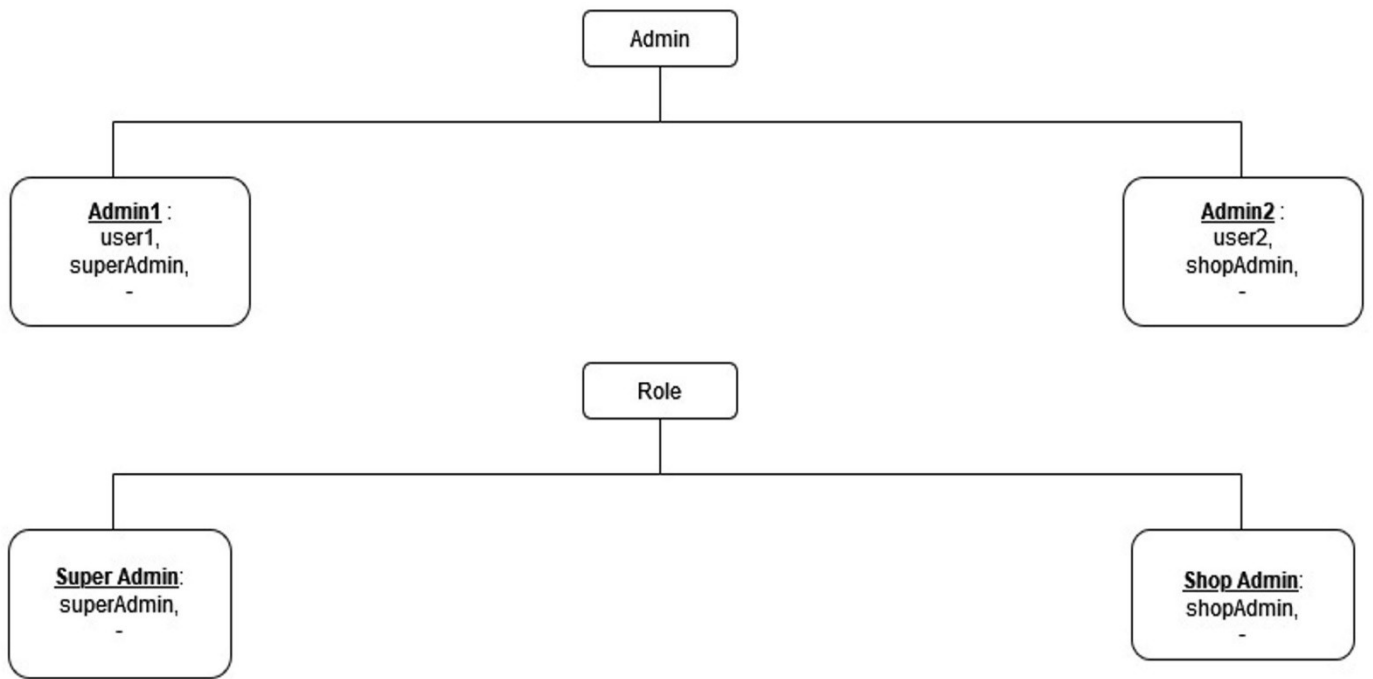 Admin
Admin1 :
user1,
superAdmin,
-
Admin2 :
user2,
shopAdmin,
-
Role
Super Admin:
superAdmin,
-
Shop Admin:
shopAdmin,
-